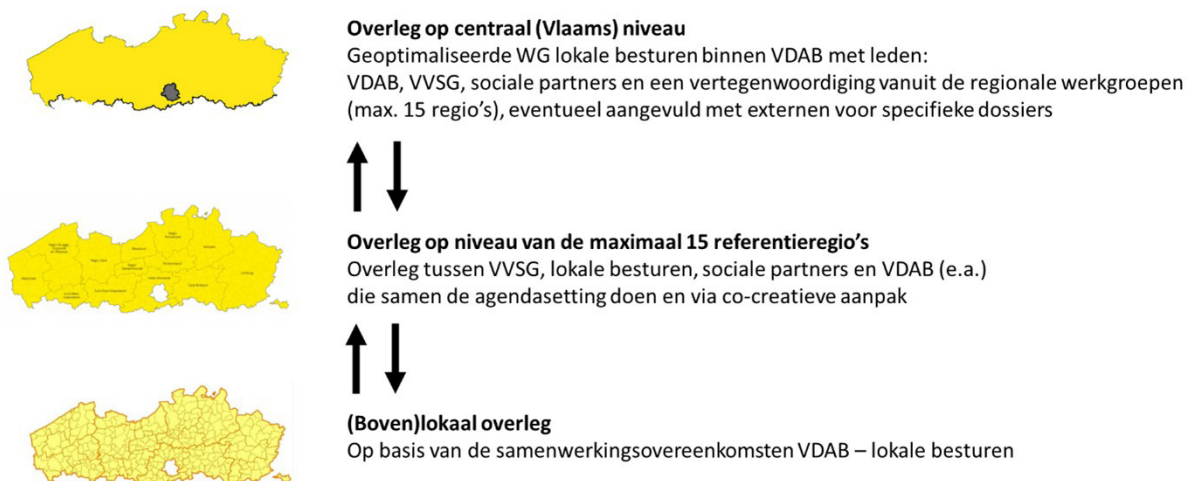 Overleg op centraal (Vlaams) niveau
Geoptimaliseerde WG lokale besturen binnen VDAB met leden:
VDAB, VVSG, sociale partners en een vertegenwoordiging vanuit de regionale werkgroepen
(max. 15 regio's), eventueel aangevuld met externen voor specifieke dossiers
Overleg op niveau van de maximaal 15 referentieregio's
Overleg tussen VVSG, lokale besturen, sociale partners en VDAB (e.a.)
die samen de agendasetting doen en via co-creatieve aanpak
(Boven)lokaal overleg
Op basis van de samenwerkingsovereenkomsten VDAB – lokale besturen